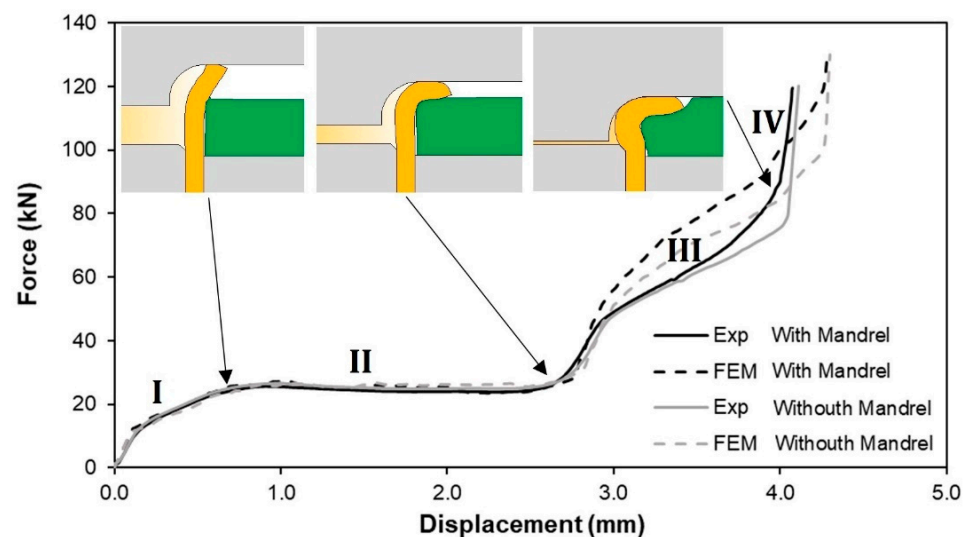 140
120
100
80
60
40
20
0
Force (kN)
I
II
III
IV
Exp With Mandrel
FEM With Mandrel
Exp Withouth Mandrel
FEM Withouth Mandrel
0.0 1.0 2.0 3.0 4.0 5.0
Displacement (mm)